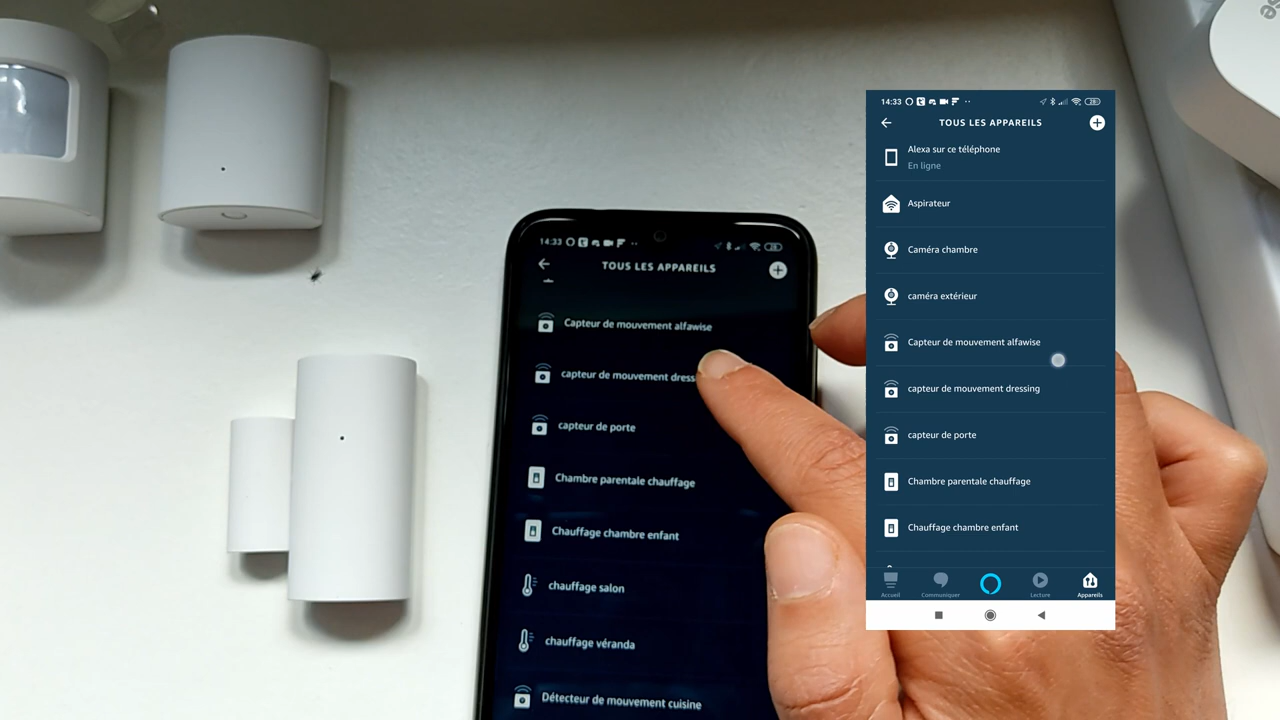 14:33
TOUS LES APPAREILS
Capteur de mouvement alfawise
capteur de mouvement dress
capteur de porte
Chambre parentale chauffage
Chauffage chambre enfant
chauffage salon
chauffage véranda
Détecteur de mouvement cuisine
14:33
TOUS LES APPAREILS
Alexa sur ce téléphone
En ligne
Aspirateur
Caméra chambre
caméra extérieur
Capteur de mouvement alfawise
capteur de mouvement dressing
capteur de porte
Chambre parentale chauffage
Chauffage chambre enfant
Accueil
Communiquer
Lecture
Appareils